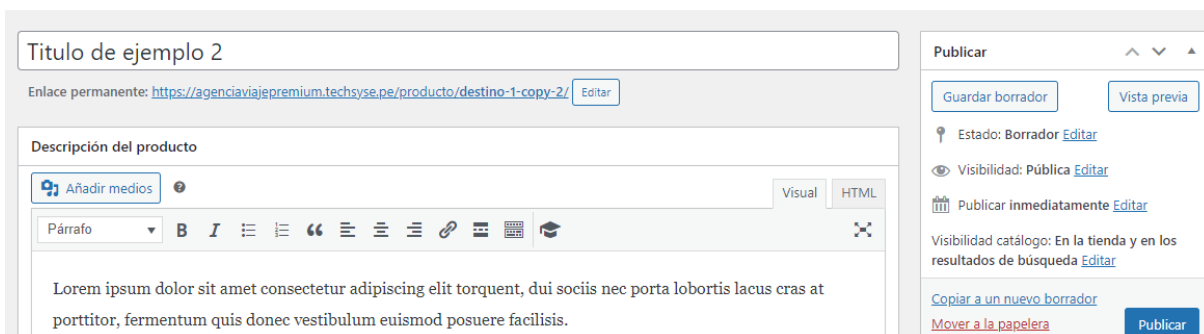 Titulo de ejemplo 2
Enlace permanente: https://agenciaviajepremium.techsyse.pe/producto/destino-1-copy-2/ Editar
Descripción del producto
Añadir medios
Visual HTML
Párrafo B I
Lorem ipsum dolor sit amet consectetur adipiscing elit torquent, dui sociis nec porta lobortis lacus cras at
porttitor, fermentum quis donec vestibulum euismod posuere facilisis.
Publicar
Guardar borrador Vista previa
Estado: Borrador Editar
Visibilidad: Pública Editar
Publicar inmediatamente Editar
Visibilidad catálogo: En la tienda y en los
resultados de búsqueda Editar
Copiar a un nuevo borrador
Mover a la papelera
Publicar